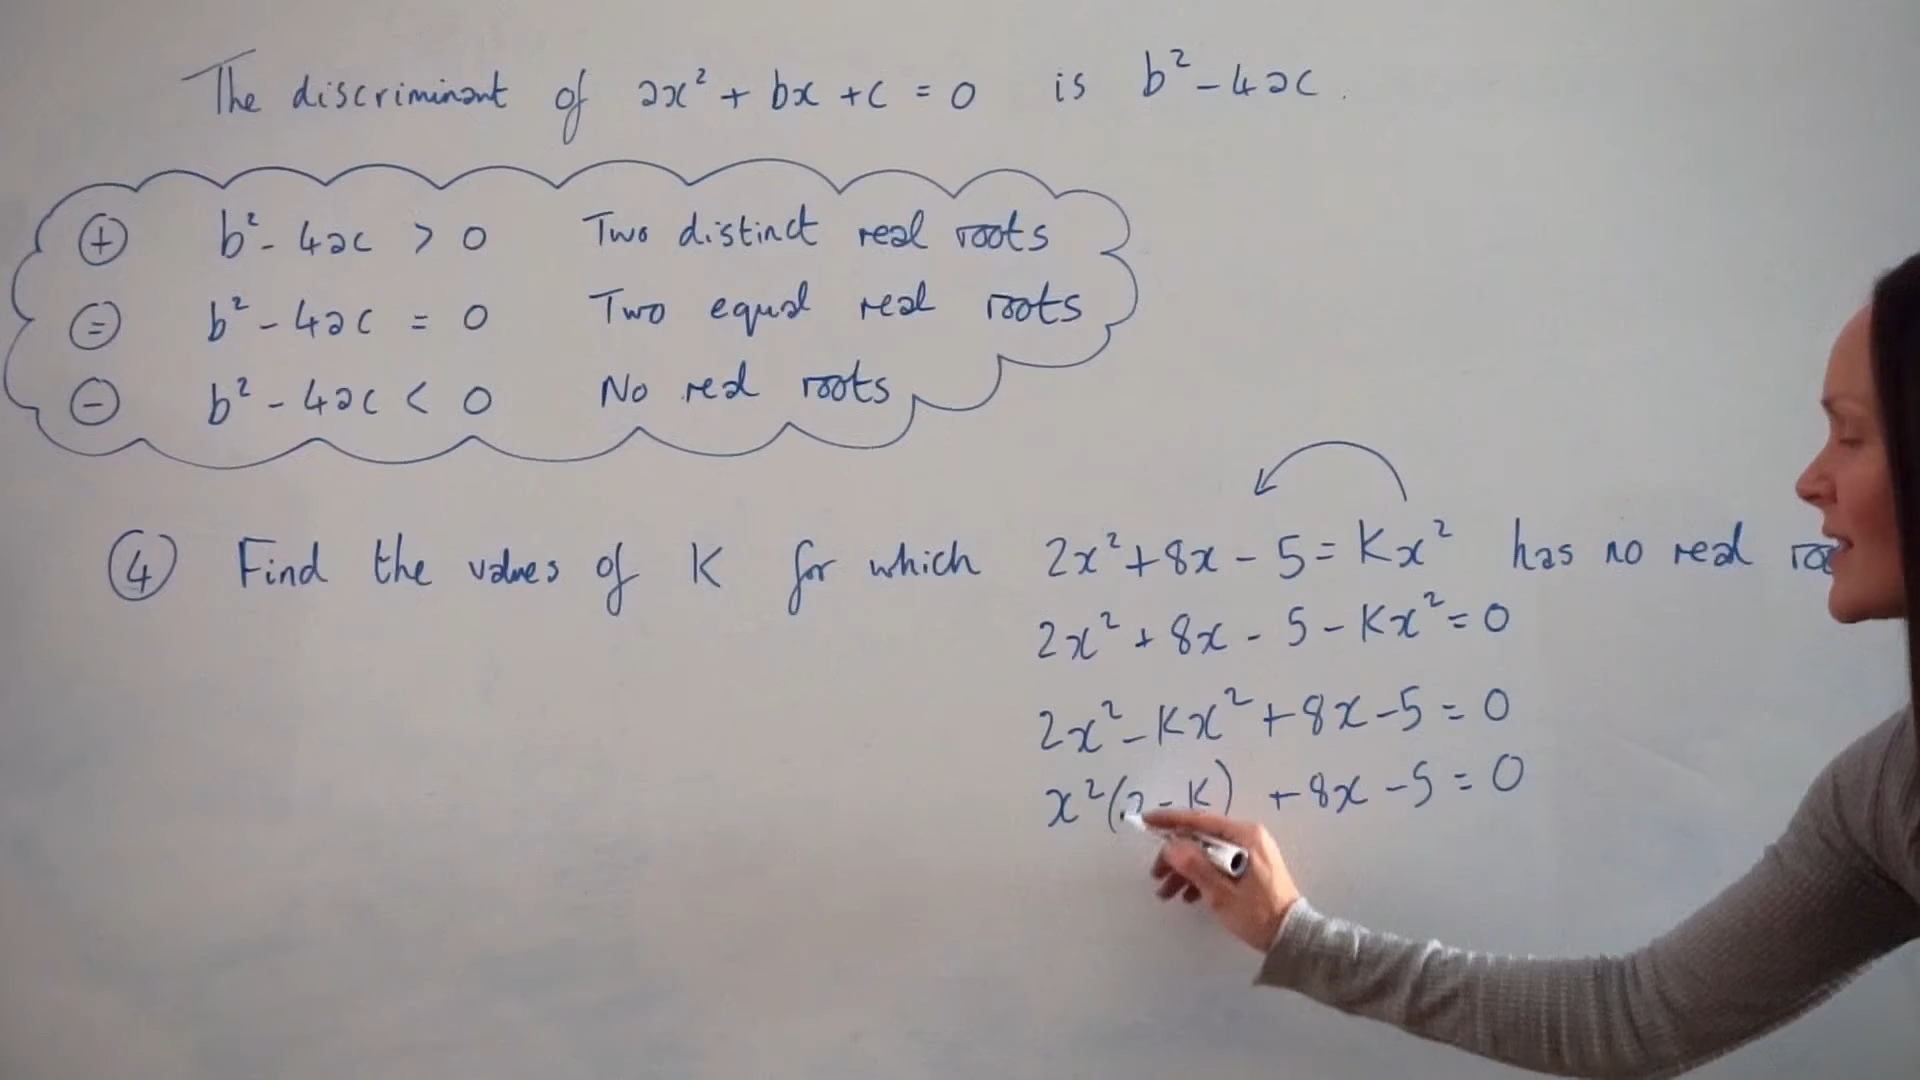 The discriminant of ax² + bx + c = 0 is b² - 4ac.
+ b² - 4ac > 0 Two distinct real roots
= b² - 4ac = 0 Two equal real roots
- b² - 4ac < 0 No real roots
4 Find the values of K for which 2x² + 8x - 5 = Kx² has no real
2x² + 8x - 5 - Kx² = 0
2x² - Kx² + 8x - 5 = 0
x²(2 - K) + 8x - 5 = 0